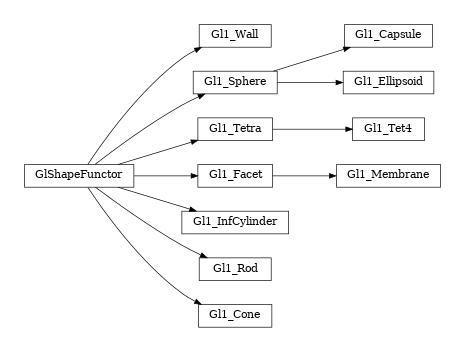 Gl1_Wall
Gl1_Capsule
Gl1_Sphere
Gl1_Ellipsoid
Gl1_Tetra
Gl1_Tet4
GlShapeFunctor
Gl1_Facet
Gl1_Membrane
Gl1_InfCylinder
Gl1_Rod
Gl1_Cone